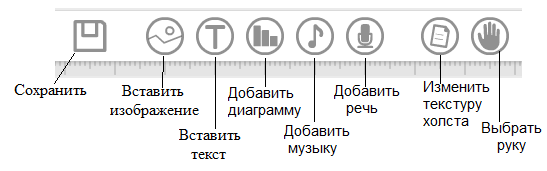 Сохранить
Вставить
изображение
Вставить
текст
Добавить
диаграмму
Добавить
музыку
Добавить
речь
Изменить
текстуру
холста
Выбрать
руку